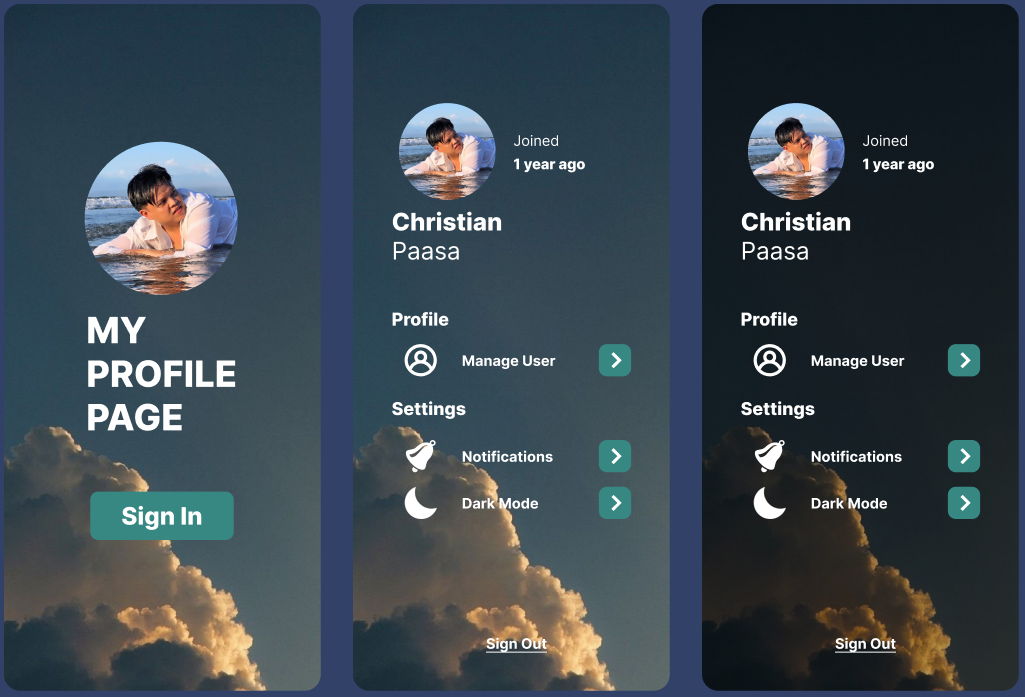 MY
PROFILE
PAGE
Sign In
Joined
1 year ago
Christian
Paasa
Profile
Manage User
Settings
Notifications
Dark Mode
Sign Out
Joined
1 year ago
Christian
Paasa
Profile
Manage User
Settings
Notifications
Dark Mode
Sign Out